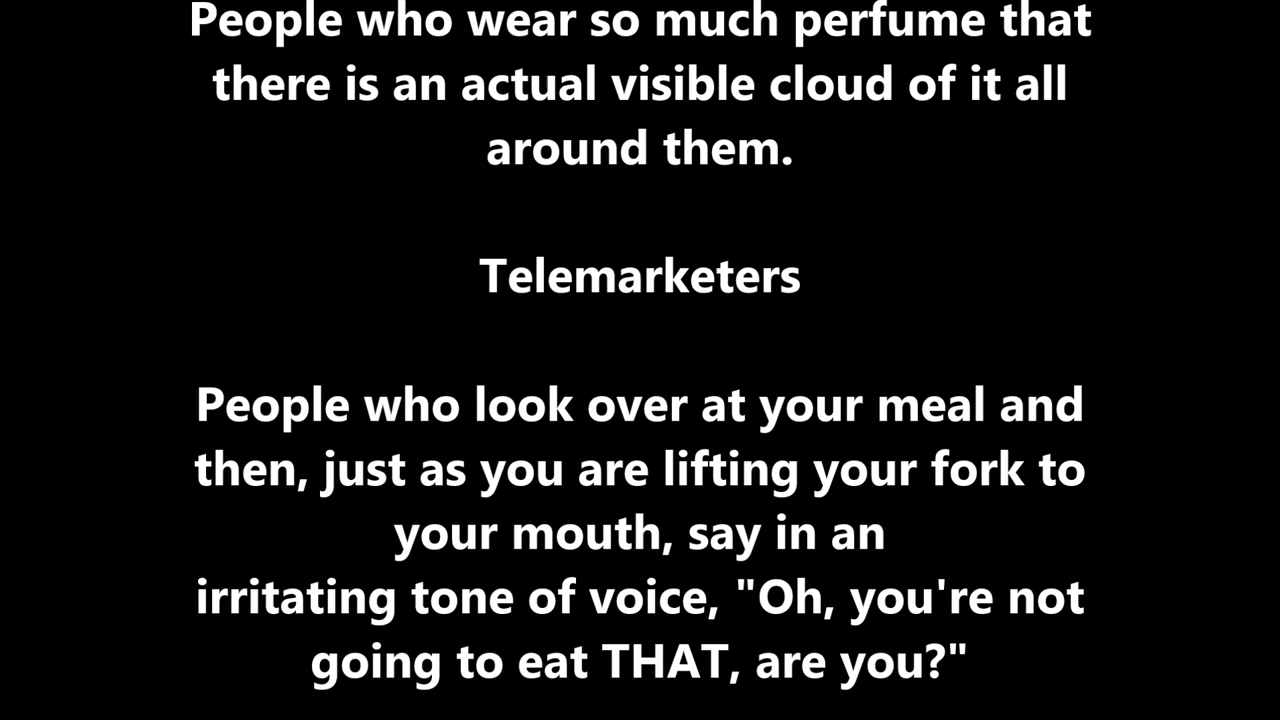 People who wear so much perfume that
there is an actual visible cloud of it all
around them.
Telemarketers
People who look over at your meal and
then, just as you are lifting your fork to
your mouth, say in an
irritating tone of voice, "Oh, you're not
going to eat THAT, are you?"